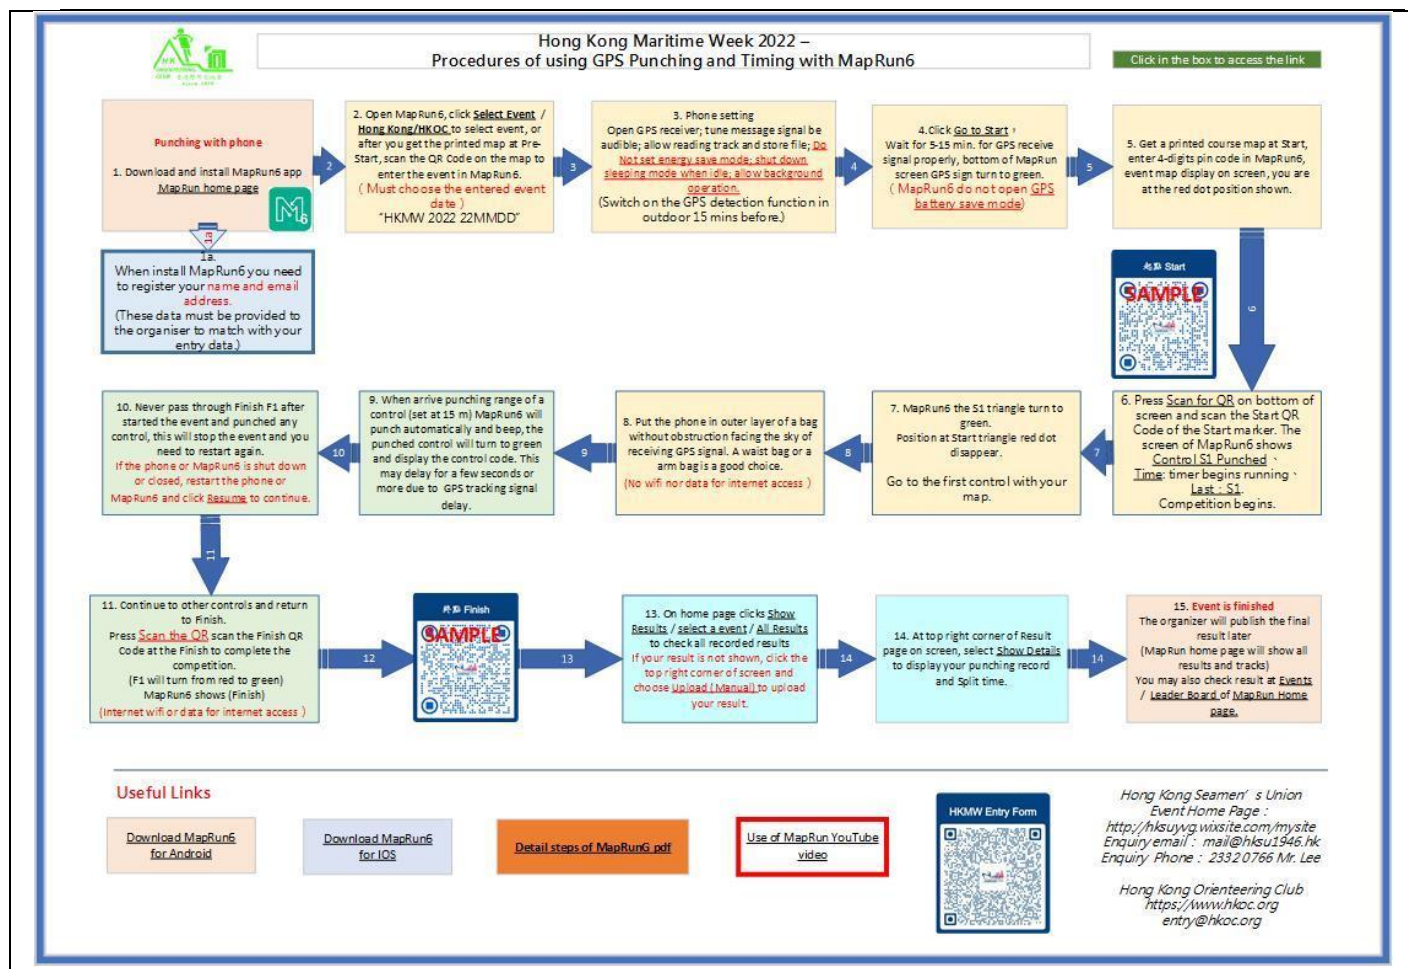 Hong Kong Maritime Week 2022 –
Procedures of using GPS Punching and Timing with MapRun6
Click in the box to access the link
Punching with phone
1. Download and install MapRun6 app
MapRun home page
2
2. Open MapRun6, click Select Event /
Hong Kong/HKOC to select event, or
after you get the printed map at Pre-
Start, scan the QR Code on the map to
enter the event in MapRun6.
( Must choose the entered event
date )
“HKMW 2022 22MMDD”
3
3. Phone setting
Open GPS receiver; tune message signal be
audible; allow reading track and store file; Do
Not set energy save mode; shut down
sleeping mode when idle; allow background
operation.
(Switch on the GPS detection function in
outdoor 15 mins before.)
4
4.Click Go to Start，
Wait for 5-15 min. for GPS receive
signal properly, bottom of MapRun
screen GPS sign turn to green.
( MapRun6 do not open GPS
battery save mode)
5
5. Get a printed course map at Start,
enter 4-digits pin code in MapRun6,
event map display on screen, you are
at the red dot position shown.
1a
1a.
When install MapRun6 you need
to register your name and email
address.
(These data must be provided to
the organiser to match with your
entry data.)
起點 Start
SAMPLE
6
6. Press Scan for QR on bottom of
screen and scan the Start QR
Code of the Start marker. The
screen of MapRun6 shows
Control S1 Punched、
Time: timer begins running、
Last : S1.
Competition begins.
7
7. MapRun6 the S1 triangle turn to
green.
Position at Start triangle red dot
disappear.
Go to the first control with your
map.
8
8. Put the phone in outer layer of a bag
without obstruction facing the sky of
receiving GPS signal. A waist bag or a
arm bag is a good choice.
(No wifi nor data for internet access )
9
9. When arrive punching range of a
control (set at 15 m) MapRun6 will
punch automatically and beep, the
punched control will turn to green
and display the control code. This
may delay for a few seconds or
more due to GPS tracking signal
delay.
10
10. Never pass through Finish F1 after
started the event and punched any
control, this will stop the event and you
need to restart again.
If the phone or MapRun6 is shut down
or closed, restart the phone or
MapRun6 and click Resume to continue.
11
11. Continue to other controls and return
to Finish.
Press Scan the QR scan the Finish QR
Code at the Finish to complete the
competition.
(F1 will turn from red to green)
MapRun6 shows (Finish)
(Internet wifi or data for internet access )
12
終點 Finish
SAMPLE
13
13. On home page clicks Show
Results / select a event / All Results
to check all recorded results
If your result is not shown, click the
top right corner of screen and
choose Upload (Manual) to upload
your result.
14
14. At top right corner of Result
page on screen, select Show Details
to display your punching record
and Split time.
14
15. Event is finished
The organizer will publish the final
result later
(MapRun home page will show all
results and tracks)
You may also check result at Events
/ Leader Board of MapRun Home
page.
Useful Links
Download MapRun6
for Android
Download MapRun6
for IOS
Detail steps of MapRunG pdf
Use of MapRun YouTube
video
HKMW Entry Form
Hong Kong Seamen’ s Union
Event Home Page :
http://hksuyvg.wixsite.com/mysite
Enquiry email : mail@hksu1946.hk
Enquiry Phone : 2332 0766 Mr. Lee
Hong Kong Orienteering Club
https://www.hkoc.org
entry@hkoc.org